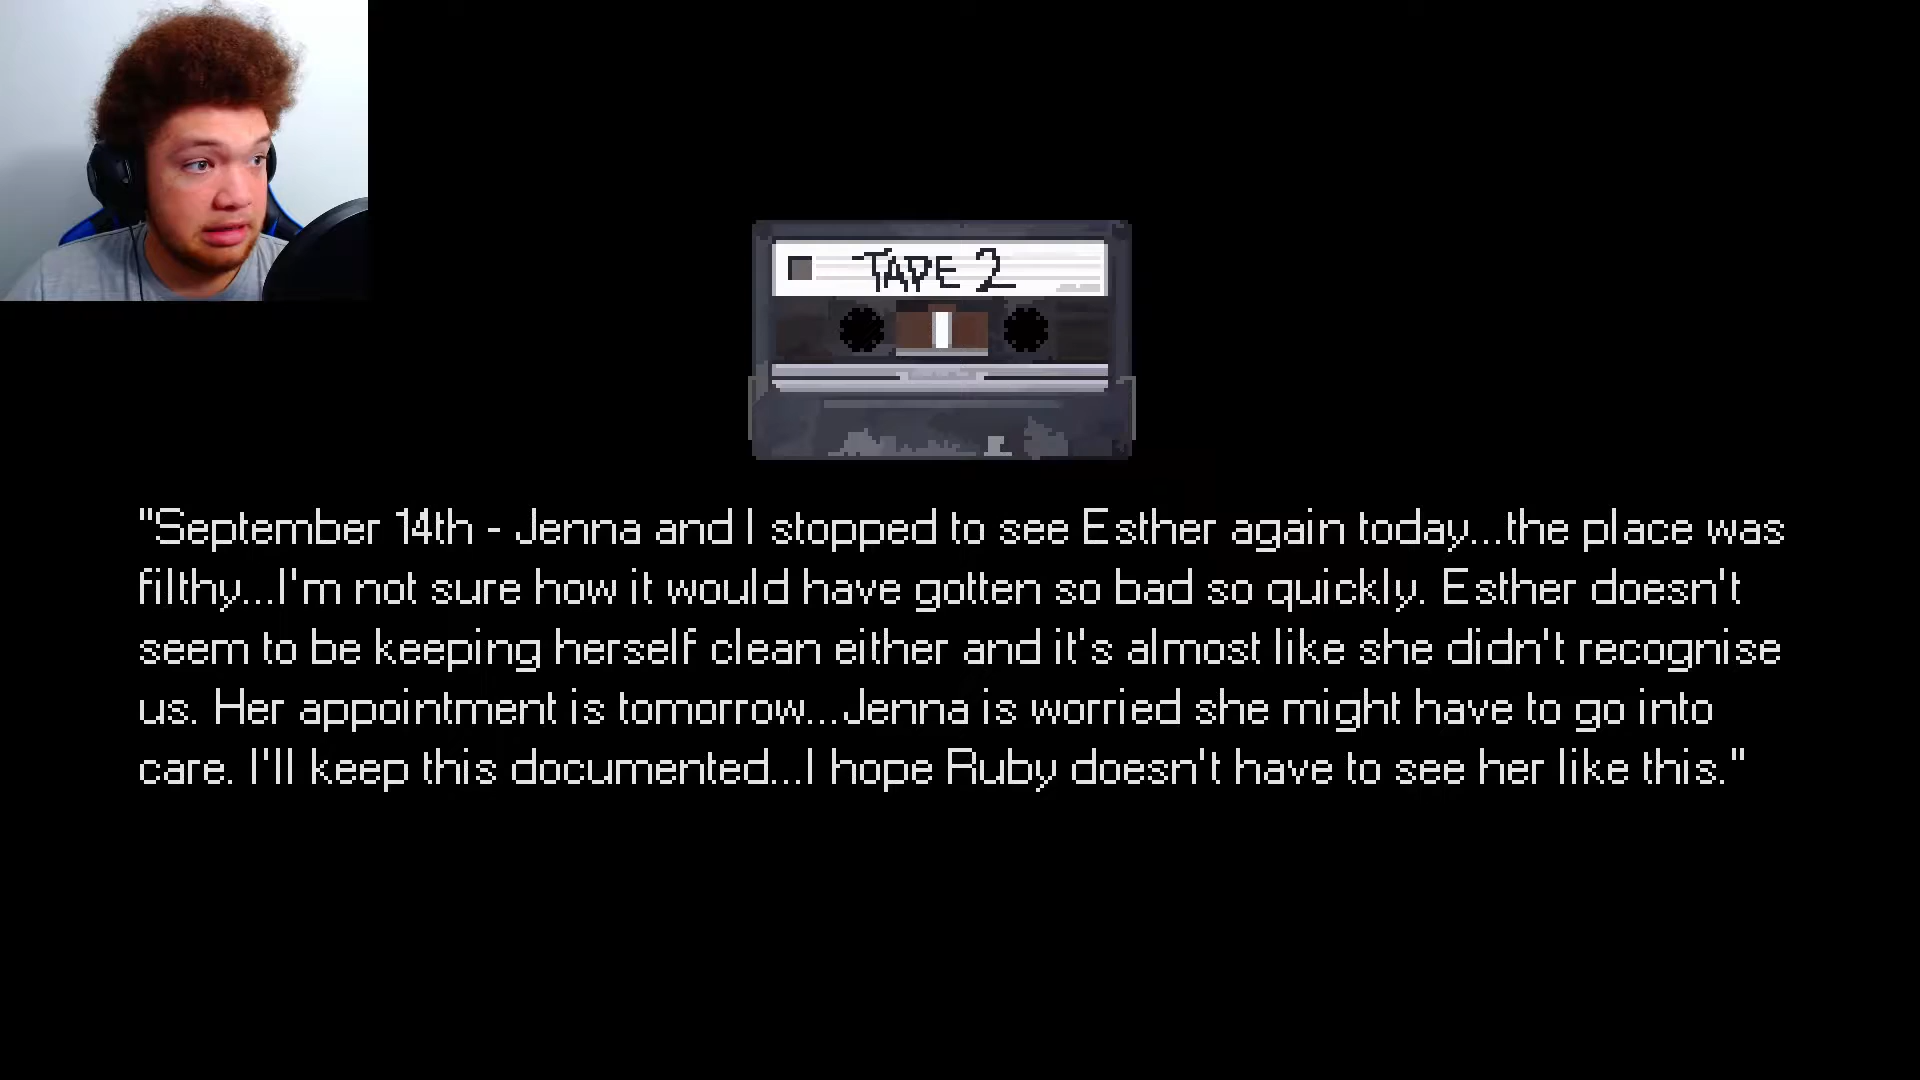 TAPE 2
"September 14th - Jenna and I stopped to see Esther again today...the place was
filthy...I'm not sure how it would have gotten so bad so quickly. Esther doesn't
seem to be keeping herself clean either and it's almost like she didn't recognise
us. Her appointment is tomorrow...Jenna is worried she might have to go into
care. I'll keep this documented...I hope Ruby doesn't have to see her like this."